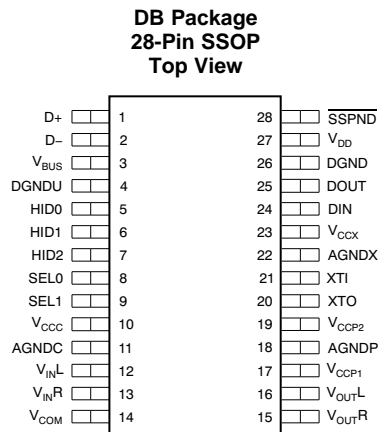 DB Package
28-Pin SSOP
Top View
D+ 1 28 SSPND
D– 2 27 VDD
VBUS 3 26 DGND
DGNDU 4 25 DOUT
HID0 5 24 DIN
HID1 6 23 VCCX
HID2 7 22 AGNDX
SEL0 8 21 XTI
SEL1 9 20 XTO
VCCC 10 19 VCCP2
AGNDC 11 18 AGNDP
VINL 12 17 VCCP1
VINR 13 16 VOUTL
VCOM 14 15 VOUTR